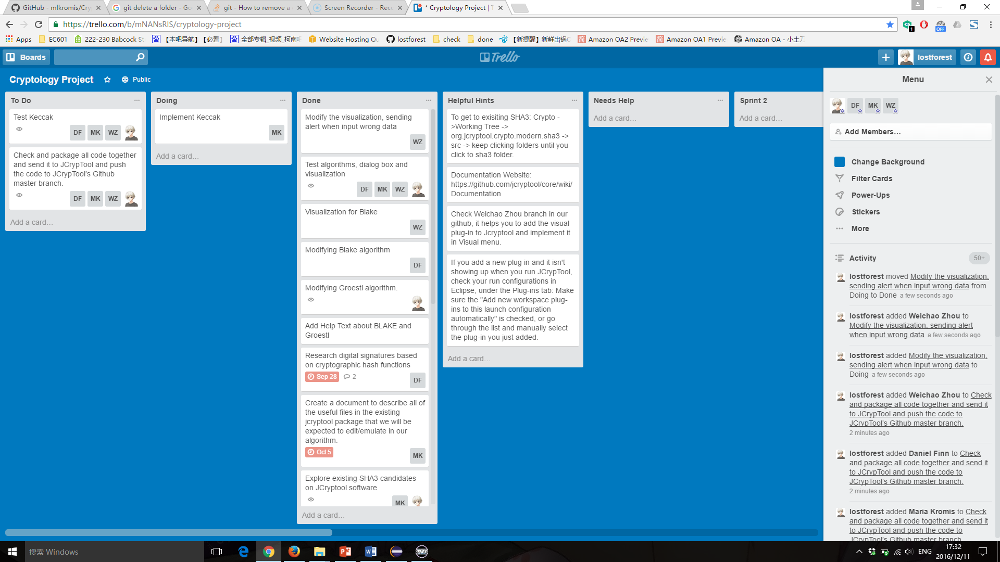 GitHub - mlkromis/Cry
git delete a folder - Go
git - How to remove a
Screen Recorder - Rec
* Cryptology Project | T
https://trello.com/b/mNANsRIS/cryptology-project
1
OFF
Apps
EC601
222-230 Babcock St
【本吧导航】【必看】
全部专辑_视频_柯南吧
Website Hosting Qu
lostforest
check
done
【新提醒】新鲜出锅
Amazon OA2 Previe
Amazon OA1 Previe
Amazon OA - 小土刀
Boards
Trello
lostforest
Cryptology Project
Public
To Do
Test Keccak
DF MK WZ
Check and package all code together
and send it to JCrypTool and push
the code to JCrypTool's Github
master branch.
DF MK WZ
Add a card...
Doing
Implement Keccak
MK
Add a card...
Done
Modify the visualization, sending
alert when input wrong data
WZ
Test algorithms, dialog box and
visualization
DF MK WZ
Visualization for Blake
WZ
Modifying Blake algorithm
DF
Modifying Groestl algorithm.
Add Help Text about BLAKE and
Groestl
Research digital signatures based
on cryptographic hash functions
Sep 28 2
DF
Create a document to describe all of
the useful files in the existing
jcryptool package that we will be
expected to edit/emulate in our
algorithm.
Oct 5
MK
Explore existing SHA3 candidates
on JCryptool software
MK
Add a card...
Helpful Hints
To get to exisiting SHA3: Crypto -
>Working Tree ->
org.jcryptool.crypto.modern.sha3 ->
src -> keep clicking folders until you
click to sha3 folder.
Documentation Website:
https://github.com/jcryptool/core/wiki/
Documentation
Check Weichao Zhou branch in our
github, it helps you to add the visual
plug-in to Jcryptool and implement it
in Visual menu.
If you add a new plug in and it isn't
showing up when you run JCrypTool,
check your run configurations in
Eclipse, under the Plug-ins tab: Make
sure the "Add new workspace plug-
ins to this launch configuration
automatically" is checked, or go
through the list and manually select
the plug-in you just added.
Add a card...
Needs Help
Add a card...
Sprint 2
Add a card...
Menu
DF MK WZ
Add Members...
Change Background
Filter Cards
Power-Ups
Stickers
More
Activity
50+
lostforest moved Modify the visualization,
sending alert when input wrong data from
Doing to Done a few seconds ago
lostforest added Weichao Zhou to
Modify the visualization, sending alert
when input wrong data a few seconds ago
lostforest added Modify the visualization,
sending alert when input wrong data to
Doing a few seconds ago
lostforest added Weichao Zhou to Check
and package all code together and send it
to JCrypTool and push the code to
JCrypTool's Github master branch.
2 minutes ago
lostforest added Daniel Finn to Check
and package all code together and send it
to JCrypTool and push the code to
JCrypTool's Github master branch.
2 minutes ago
lostforest added Maria Kromis to Check
and package all code together and send it
to JCrypTool and push the code to
JCrypTool's Github master branch.
搜索 Windows
ENG
17:32
2016/12/11